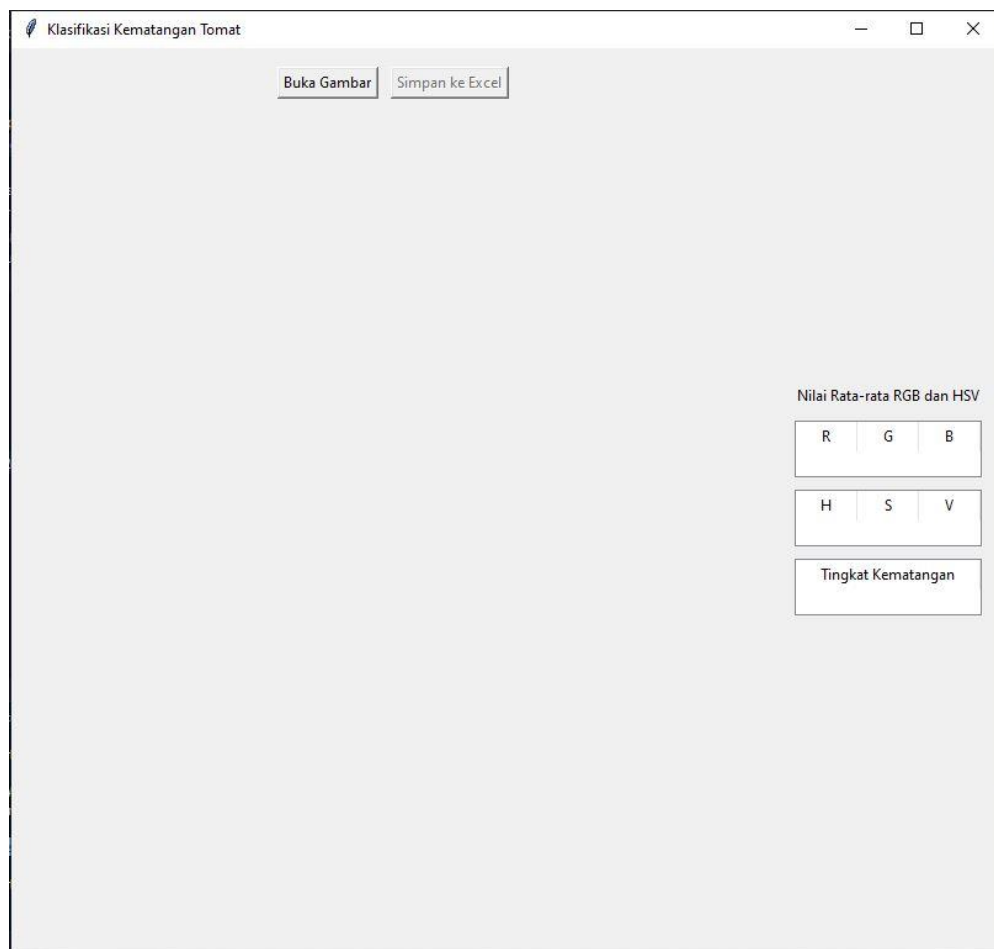 Klasifikasi Kematangan Tomat
Buka Gambar Simpan ke Excel
Nilai Rata-rata RGB dan HSV
R G B
H S V
Tingkat Kematangan